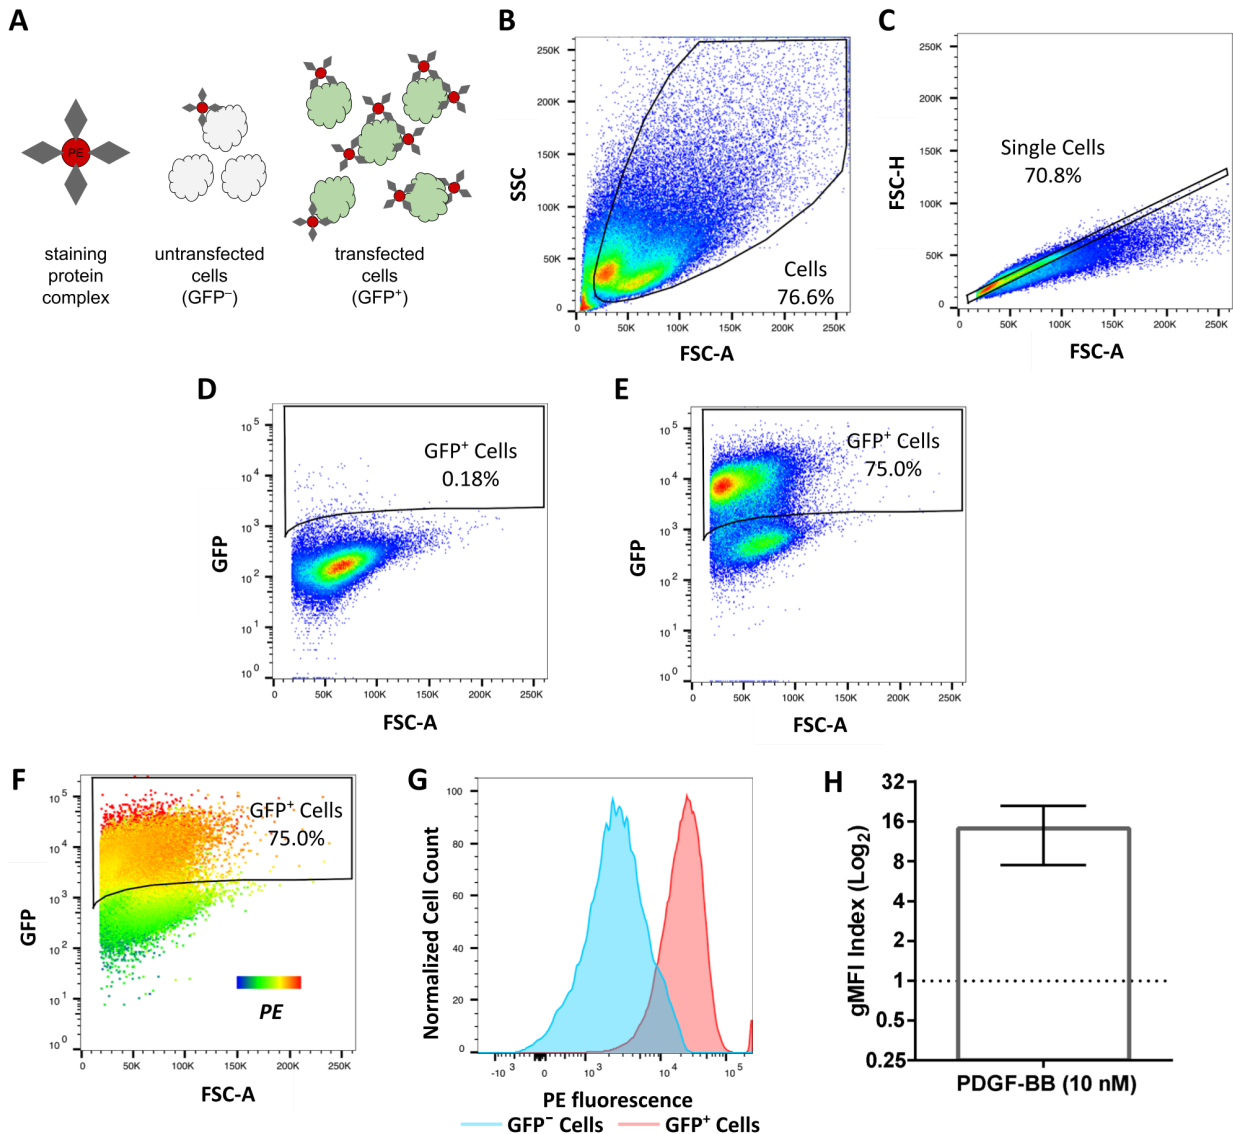 A
PE
staining
protein
complex
untransfected
cells
(GFP⁻)
transfected
cells
(GFP⁺)
B
SSC
250K
200K
150K
100K
50K
0
Cells
76.6%
0
50K
100K
150K
200K
250K
FSC-A
C
FSC-H
250K
200K
150K
100K
50K
0
Single Cells
70.8%
0
50K
100K
150K
200K
250K
FSC-A
D
GFP
10⁵
10⁴
10³
10²
10¹
10⁰
GFP⁺ Cells
0.18%
0
50K
100K
150K
200K
250K
FSC-A
E
GFP
10⁵
10⁴
10³
10²
10¹
10⁰
GFP⁺ Cells
75.0%
0
50K
100K
150K
200K
250K
FSC-A
F
GFP
10⁵
10⁴
10³
10²
10¹
10⁰
GFP⁺ Cells
75.0%
PE
0
50K
100K
150K
200K
250K
FSC-A
G
Normalized Cell Count
100
80
60
40
20
0
-10³
0
10³
10⁴
10⁵
PE fluorescence
GFP⁻ Cells
GFP⁺ Cells
H
gMFI Index (Log₂)
32
16
8
4
2
1
0.5
0.25
PDGF-BB (10 nM)